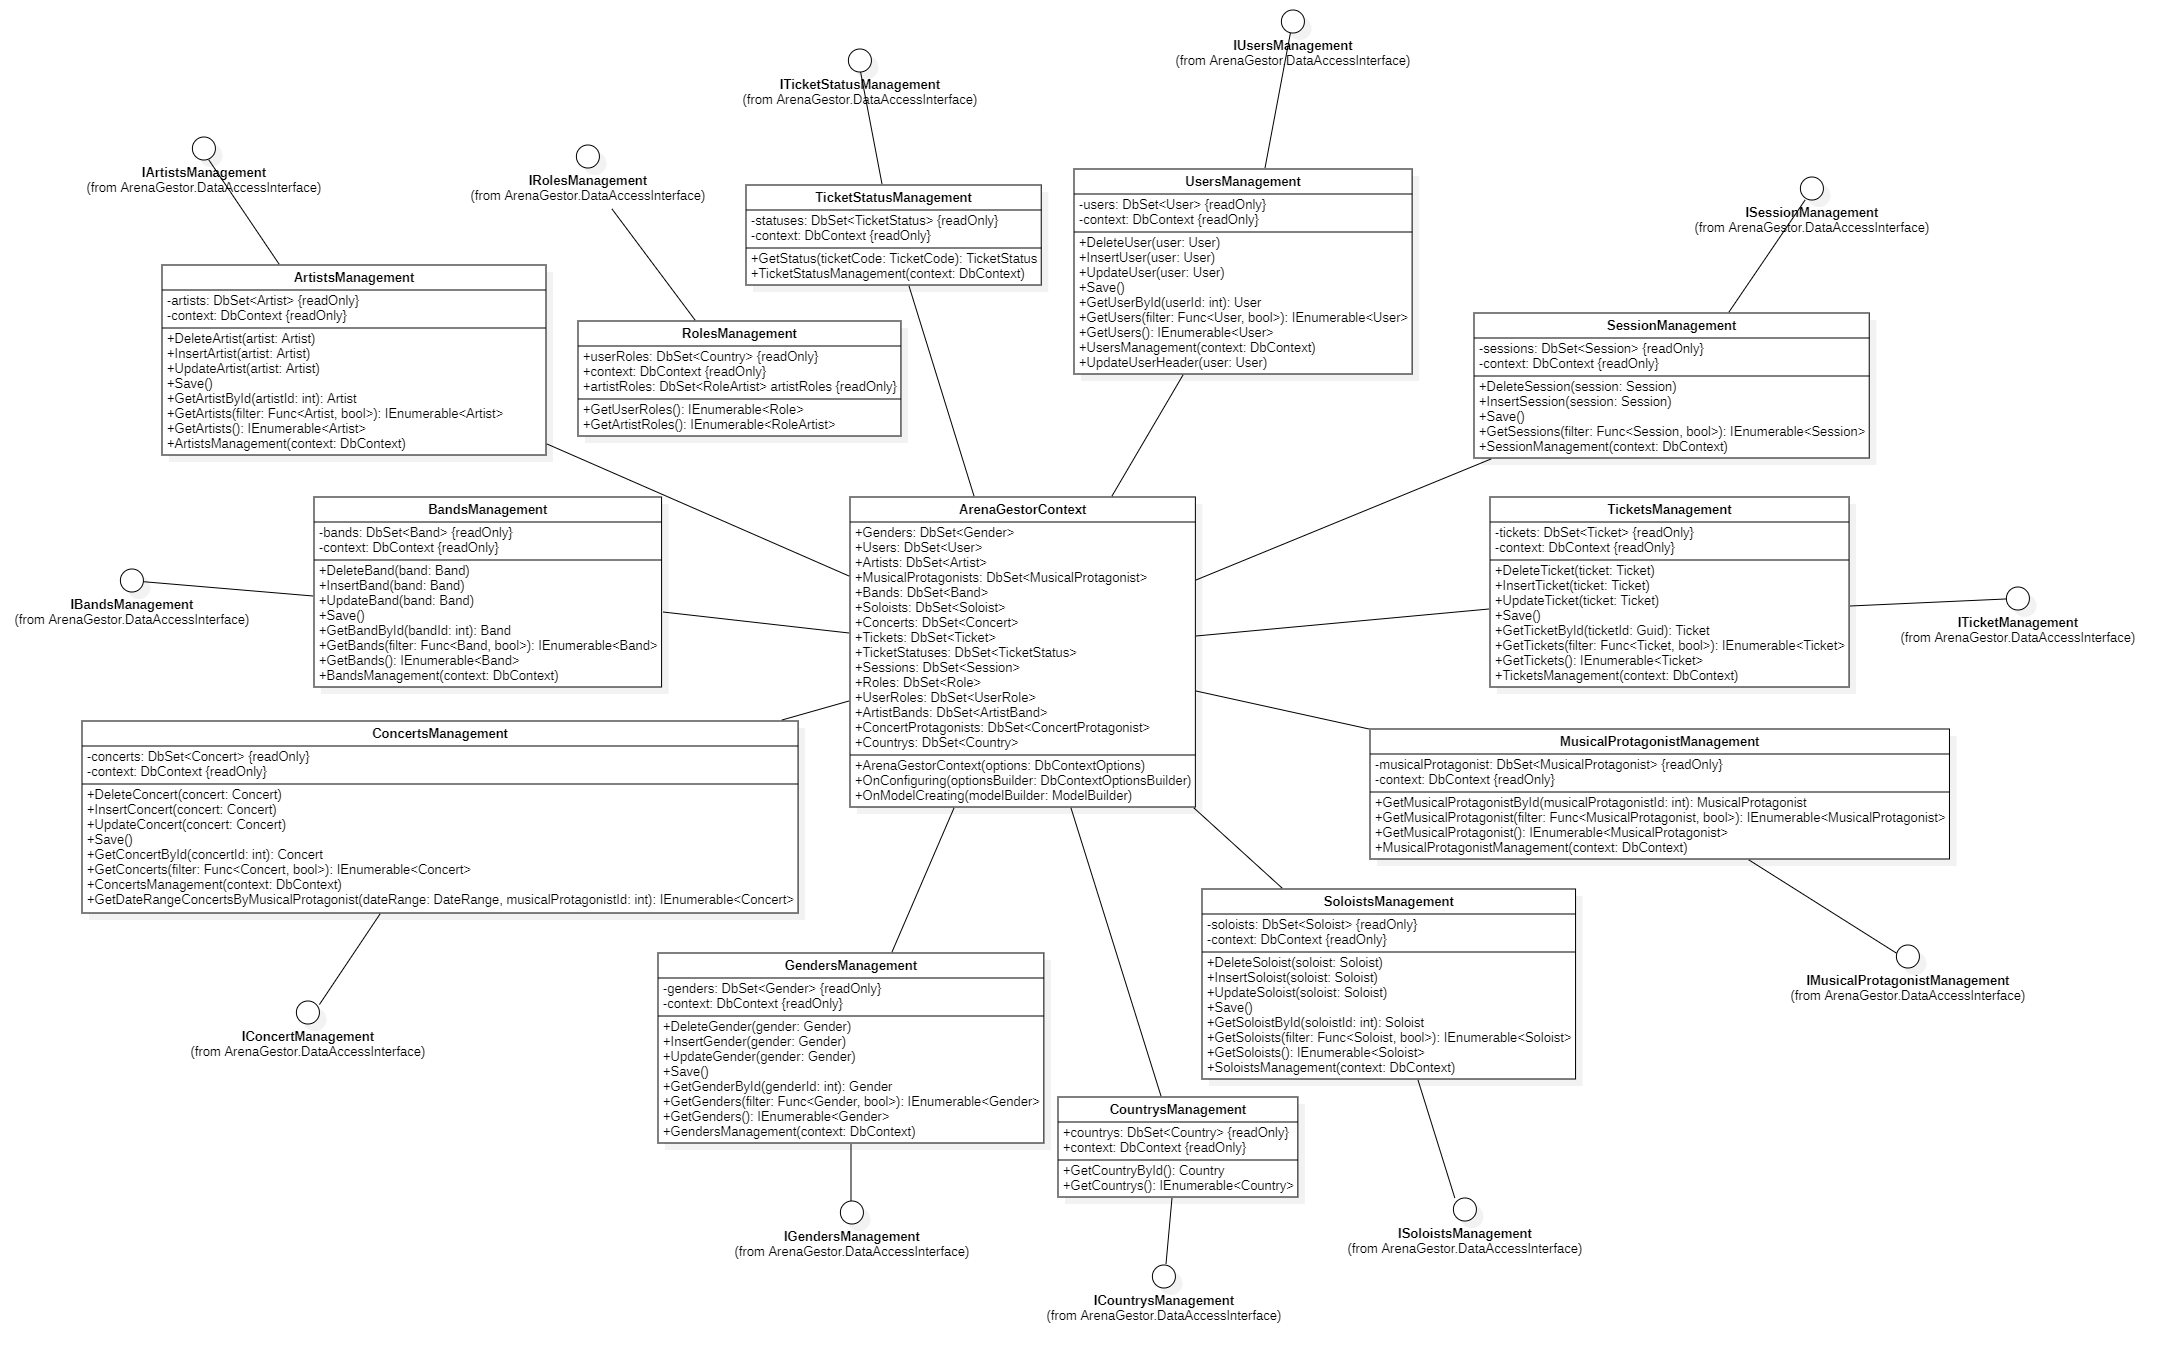 IUsersManagement
(from ArenaGestor.DataAccessInterface)
ITicketStatusManagement
(from ArenaGestor.DataAccessInterface)
IArtistsManagement
(from ArenaGestor.DataAccessInterface)
IRolesManagement
(from ArenaGestor.DataAccessInterface)
TicketStatusManagement
-statuses: DbSet<TicketStatus> {readOnly}
-context: DbContext {readOnly}
+GetStatus(ticketCode: TicketCode): TicketStatus
+TicketStatusManagement(context: DbContext)
UsersManagement
-users: DbSet<User> {readOnly}
-context: DbContext {readOnly}
+DeleteUser(user: User)
+InsertUser(user: User)
+UpdateUser(user: User)
+Save()
+GetUserById(userId: int): User
+GetUsers(filter: Func<User, bool>): IEnumerable<User>
+GetUsers(): IEnumerable<User>
+UsersManagement(context: DbContext)
+UpdateUserHeader(user: User)
ISessionManagement
(from ArenaGestor.DataAccessInterface)
ArtistsManagement
-artists: DbSet<Artist> {readOnly}
-context: DbContext {readOnly}
+DeleteArtist(artist: Artist)
+InsertArtist(artist: Artist)
+UpdateArtist(artist: Artist)
+Save()
+GetArtistById(artistId: int): Artist
+GetArtists(filter: Func<Artist, bool>): IEnumerable<Artist>
+GetArtists(): IEnumerable<Artist>
+ArtistsManagement(context: DbContext)
RolesManagement
+userRoles: DbSet<Country> {readOnly}
+context: DbContext {readOnly}
+artistRoles: DbSet<RoleArtist> artistRoles {readOnly}
+GetUserRoles(): IEnumerable<Role>
+GetArtistRoles(): IEnumerable<RoleArtist>
SessionManagement
-sessions: DbSet<Session> {readOnly}
-context: DbContext {readOnly}
+DeleteSession(session: Session)
+InsertSession(session: Session)
+Save()
+GetSessions(filter: Func<Session, bool>): IEnumerable<Session>
+SessionManagement(context: DbContext)
BandsManagement
-bands: DbSet<Band> {readOnly}
-context: DbContext {readOnly}
+DeleteBand(band: Band)
+InsertBand(band: Band)
+UpdateBand(band: Band)
+Save()
+GetBandById(bandId: int): Band
+GetBands(filter: Func<Band, bool>): IEnumerable<Band>
+GetBands(): IEnumerable<Band>
+BandsManagement(context: DbContext)
ArenaGestorContext
+Genders: DbSet<Gender>
+Users: DbSet<User>
+Artists: DbSet<Artist>
+MusicalProtagonists: DbSet<MusicalProtagonist>
+Bands: DbSet<Band>
+Soloists: DbSet<Soloist>
+Concerts: DbSet<Concert>
+Tickets: DbSet<Ticket>
+TicketStatuses: DbSet<TicketStatus>
+Sessions: DbSet<Session>
+Roles: DbSet<Role>
+UserRoles: DbSet<UserRole>
+ArtistBands: DbSet<ArtistBand>
+ConcertProtagonists: DbSet<ConcertProtagonist>
+Countrys: DbSet<Country>
+ArenaGestorContext(options: DbContextOptions)
+OnConfiguring(optionsBuilder: DbContextOptionsBuilder)
+OnModelCreating(modelBuilder: ModelBuilder)
TicketsManagement
-tickets: DbSet<Ticket> {readOnly}
-context: DbContext {readOnly}
+DeleteTicket(ticket: Ticket)
+InsertTicket(ticket: Ticket)
+UpdateTicket(ticket: Ticket)
+Save()
+GetTicketById(ticketId: Guid): Ticket
+GetTickets(filter: Func<Ticket, bool>): IEnumerable<Ticket>
+GetTickets(): IEnumerable<Ticket>
+TicketsManagement(context: DbContext)
IBandsManagement
(from ArenaGestor.DataAccessInterface)
ITicketManagement
(from ArenaGestor.DataAccessInterface)
ConcertsManagement
-concerts: DbSet<Concert> {readOnly}
-context: DbContext {readOnly}
+DeleteConcert(concert: Concert)
+InsertConcert(concert: Concert)
+UpdateConcert(concert: Concert)
+Save()
+GetConcertById(concertId: int): Concert
+GetConcerts(filter: Func<Concert, bool>): IEnumerable<Concert>
+ConcertsManagement(context: DbContext)
+GetDateRangeConcertsByMusicalProtagonist(dateRange: DateRange, musicalProtagonistId: int): IEnumerable<Concert>
MusicalProtagonistManagement
-musicalProtagonist: DbSet<MusicalProtagonist> {readOnly}
-context: DbContext {readOnly}
+GetMusicalProtagonistById(musicalProtagonistId: int): MusicalProtagonist
+GetMusicalProtagonist(filter: Func<MusicalProtagonist, bool>): IEnumerable<MusicalProtagonist>
+GetMusicalProtagonist(): IEnumerable<MusicalProtagonist>
+MusicalProtagonistManagement(context: DbContext)
SoloistsManagement
-soloists: DbSet<Soloist> {readOnly}
-context: DbContext {readOnly}
+DeleteSoloist(soloist: Soloist)
+InsertSoloist(soloist: Soloist)
+UpdateSoloist(soloist: Soloist)
+Save()
+GetSoloistById(soloistId: int): Soloist
+GetSoloists(filter: Func<Soloist, bool>): IEnumerable<Soloist>
+GetSoloists(): IEnumerable<Soloist>
+SoloistsManagement(context: DbContext)
GendersManagement
-genders: DbSet<Gender> {readOnly}
-context: DbContext {readOnly}
+DeleteGender(gender: Gender)
+InsertGender(gender: Gender)
+UpdateGender(gender: Gender)
+Save()
+GetGenderById(genderId: int): Gender
+GetGenders(filter: Func<Gender, bool>): IEnumerable<Gender>
+GetGenders(): IEnumerable<Gender>
+GendersManagement(context: DbContext)
IMusicalProtagonistManagement
(from ArenaGestor.DataAccessInterface)
IConcertManagement
(from ArenaGestor.DataAccessInterface)
CountrysManagement
+countrys: DbSet<Country> {readOnly}
+context: DbContext {readOnly}
+GetCountryById(): Country
+GetCountrys(): IEnumerable<Country>
IGendersManagement
(from ArenaGestor.DataAccessInterface)
ISoloistsManagement
(from ArenaGestor.DataAccessInterface)
ICountrysManagement
(from ArenaGestor.DataAccessInterface)